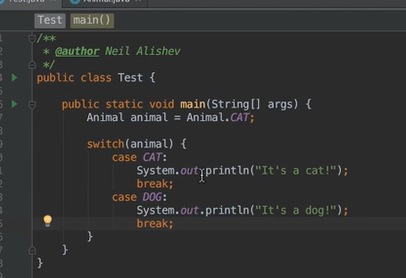 Test main()
/**
* @author Neil Alishev
*/
public class Test {
public static void main(String[] args) {
Animal animal = Animal.CAT;
switch(animal) {
case CAT:
System.out.println("It's a cat!");
break;
case DOG:
System.out.println("It's a dog!");
break;
}
}
}